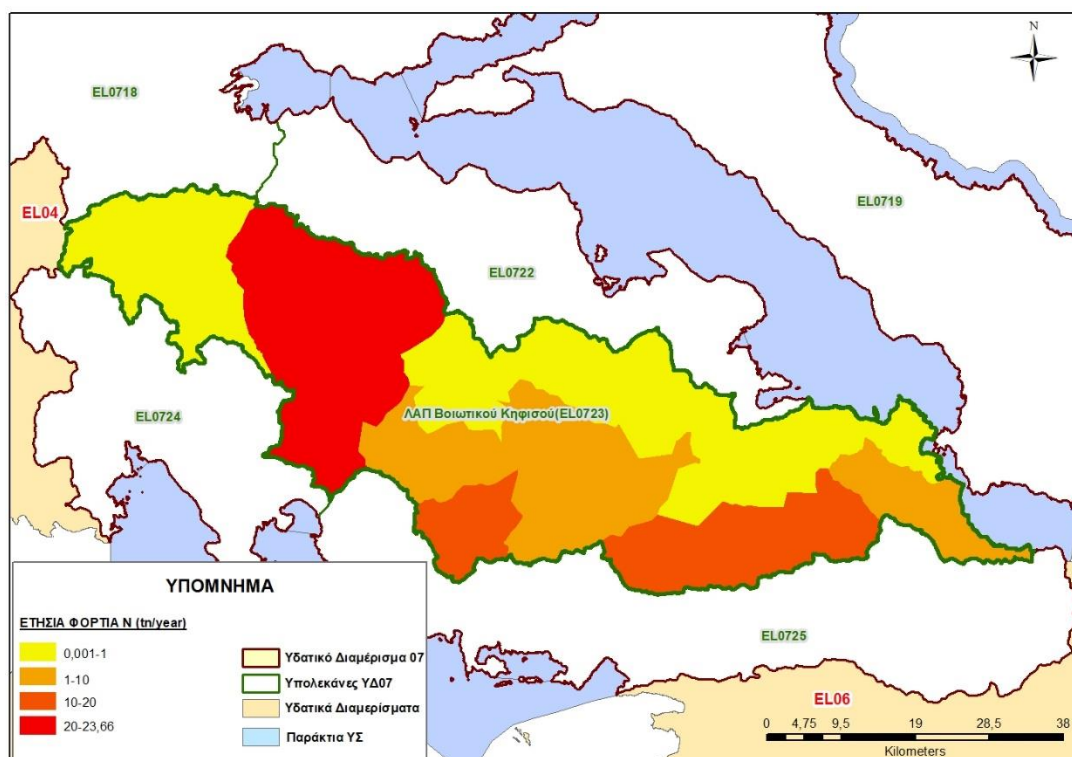 N
EL0718
EL04
EL0719
EL0722
ΛΑΠ Βοιωτικού Κηφισού(EL0723)
EL0724
EL0725
EL06
ΥΠΟΜΝΗΜΑ
ΕΤΗΣΙΑ ΦΟΡΤΙΑ Ν (tn/year)
0,001-1
1-10
10-20
20-23,66
Υδατικό Διαμέρισμα 07
Υπολεκάνες ΥΔ07
Υδατικά Διαμερίσματα
Παράκτια ΥΣ
0 4,75 9,5 19 28,5 38
Kilometers